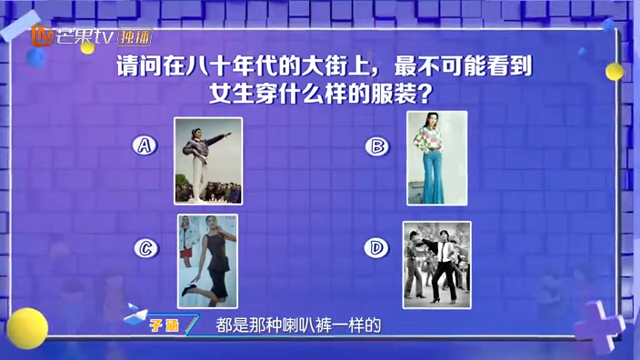 芒果tv 独播
请问在八十年代的大街上，最不可能看到
女生穿什么样的服装？
A
B
C
D
子涵
都是那种喇叭裤一样的